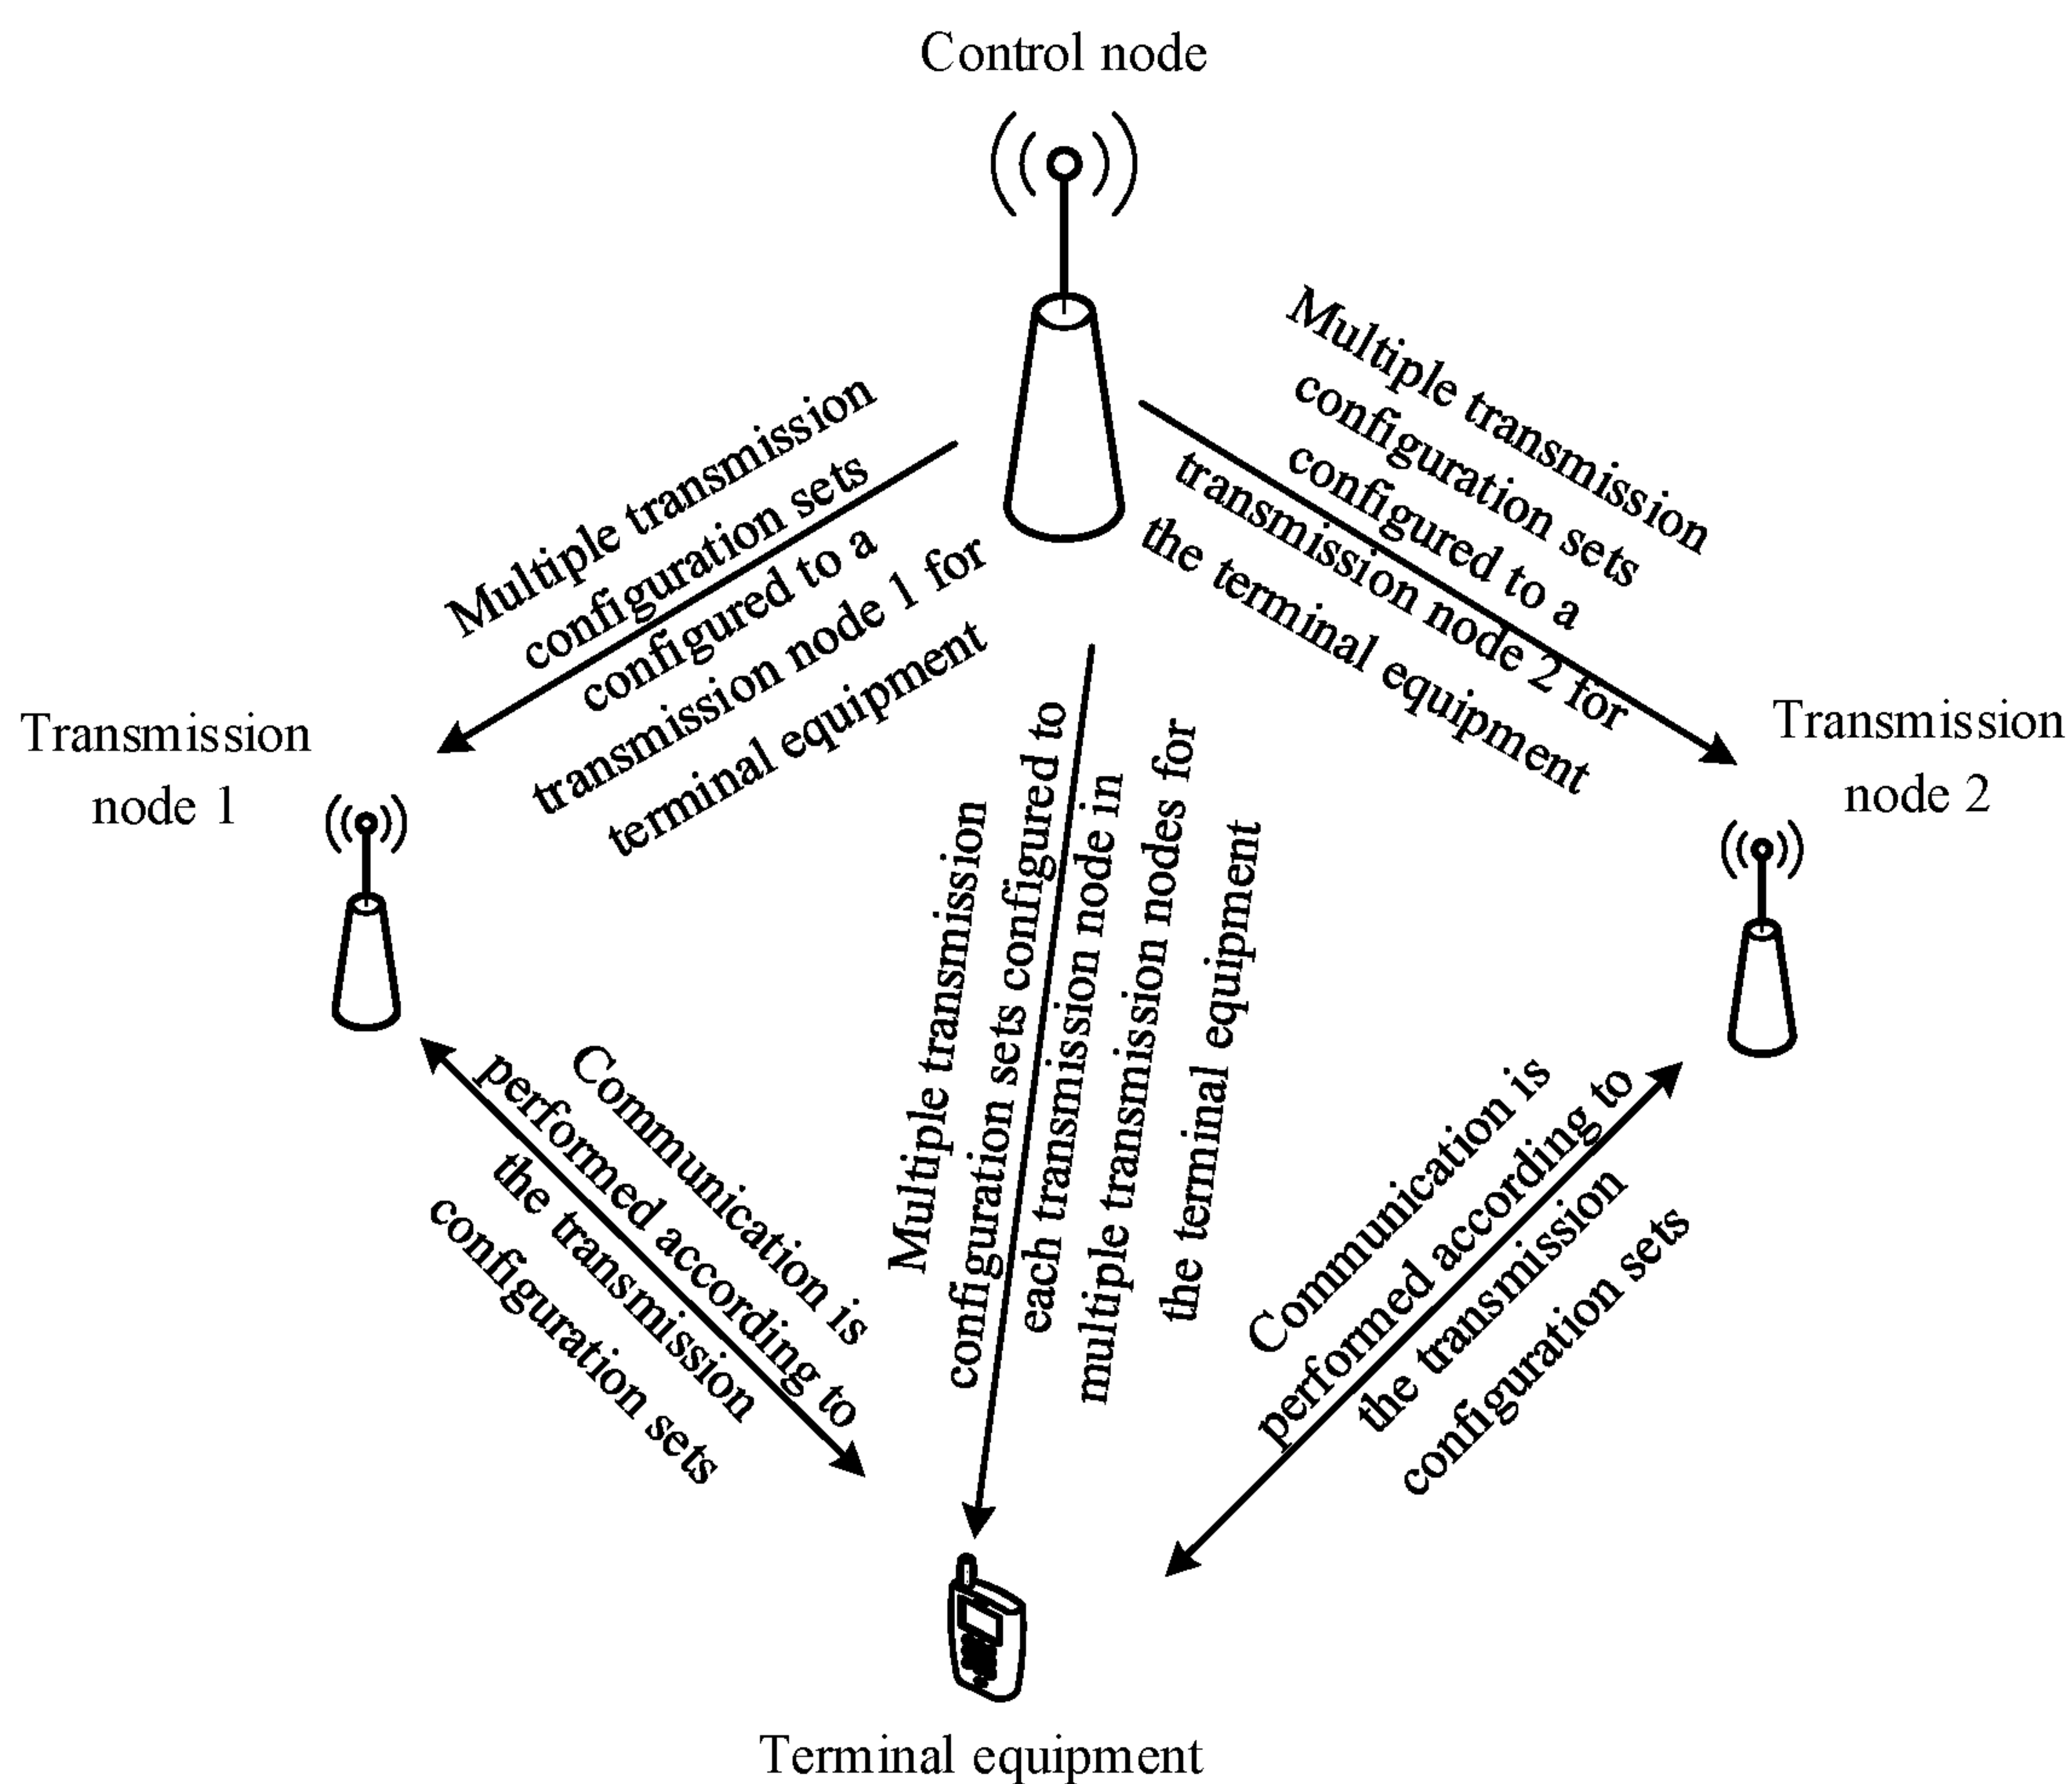 Control node
Multiple transmission
configuration sets
configured to a
transmission node 1 for
terminal equipment
Multiple transmission
configuration sets
configured to a
transmission node 2 for
the terminal equipment
Transmission
node 1
Transmission
node 2
Multiple transmission
configuration sets configured to
each transmission node in
multiple transmission nodes for
the terminal equipment
Communication is
performed according to
the transmission
configuration sets
Communication is
performed according to
the transmission
configuration sets
Terminal equipment